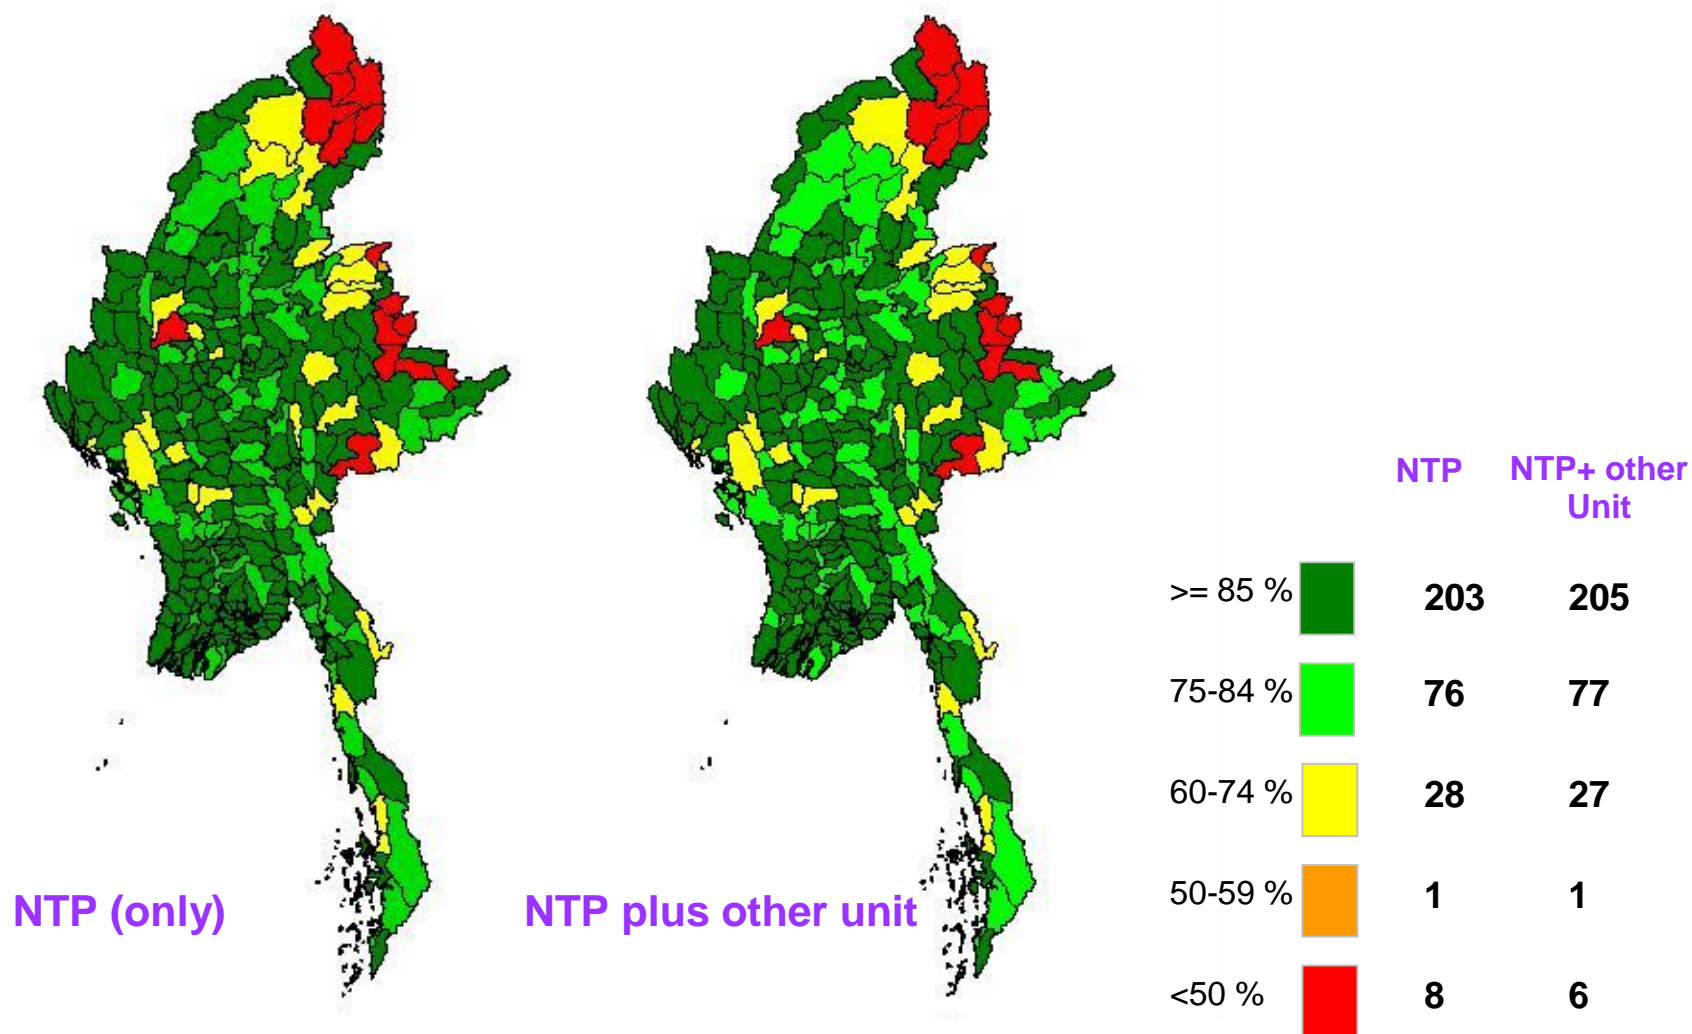 NTP NTP+ other
Unit
>= 85 % 203 205
75-84 % 76 77
60-74 % 28 27
NTP (only) NTP plus other unit
50-59 % 1 1
<50 % 8 6